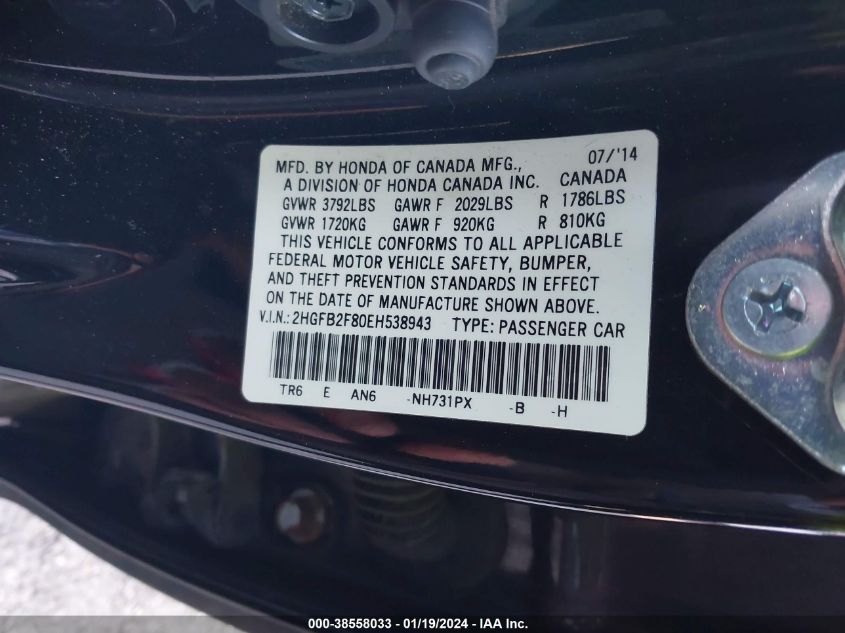 MFD. BY HONDA OF CANADA MFG., 07/'14
A DIVISION OF HONDA CANADA INC. CANADA
GVWR 3792LBS GAWR F 2029LBS R 1786LBS
GVWR 1720KG GAWR F 920KG R 810KG
THIS VEHICLE CONFORMS TO ALL APPLICABLE
FEDERAL MOTOR VEHICLE SAFETY, BUMPER,
AND THEFT PREVENTION STANDARDS IN EFFECT
ON THE DATE OF MANUFACTURE SHOWN ABOVE.
V.I.N.: 2HGFB2F80EH538943 TYPE: PASSENGER CAR
TR6 E AN6 -NH731PX -B -H
000-38558033 - 01/19/2024 - IAA Inc.